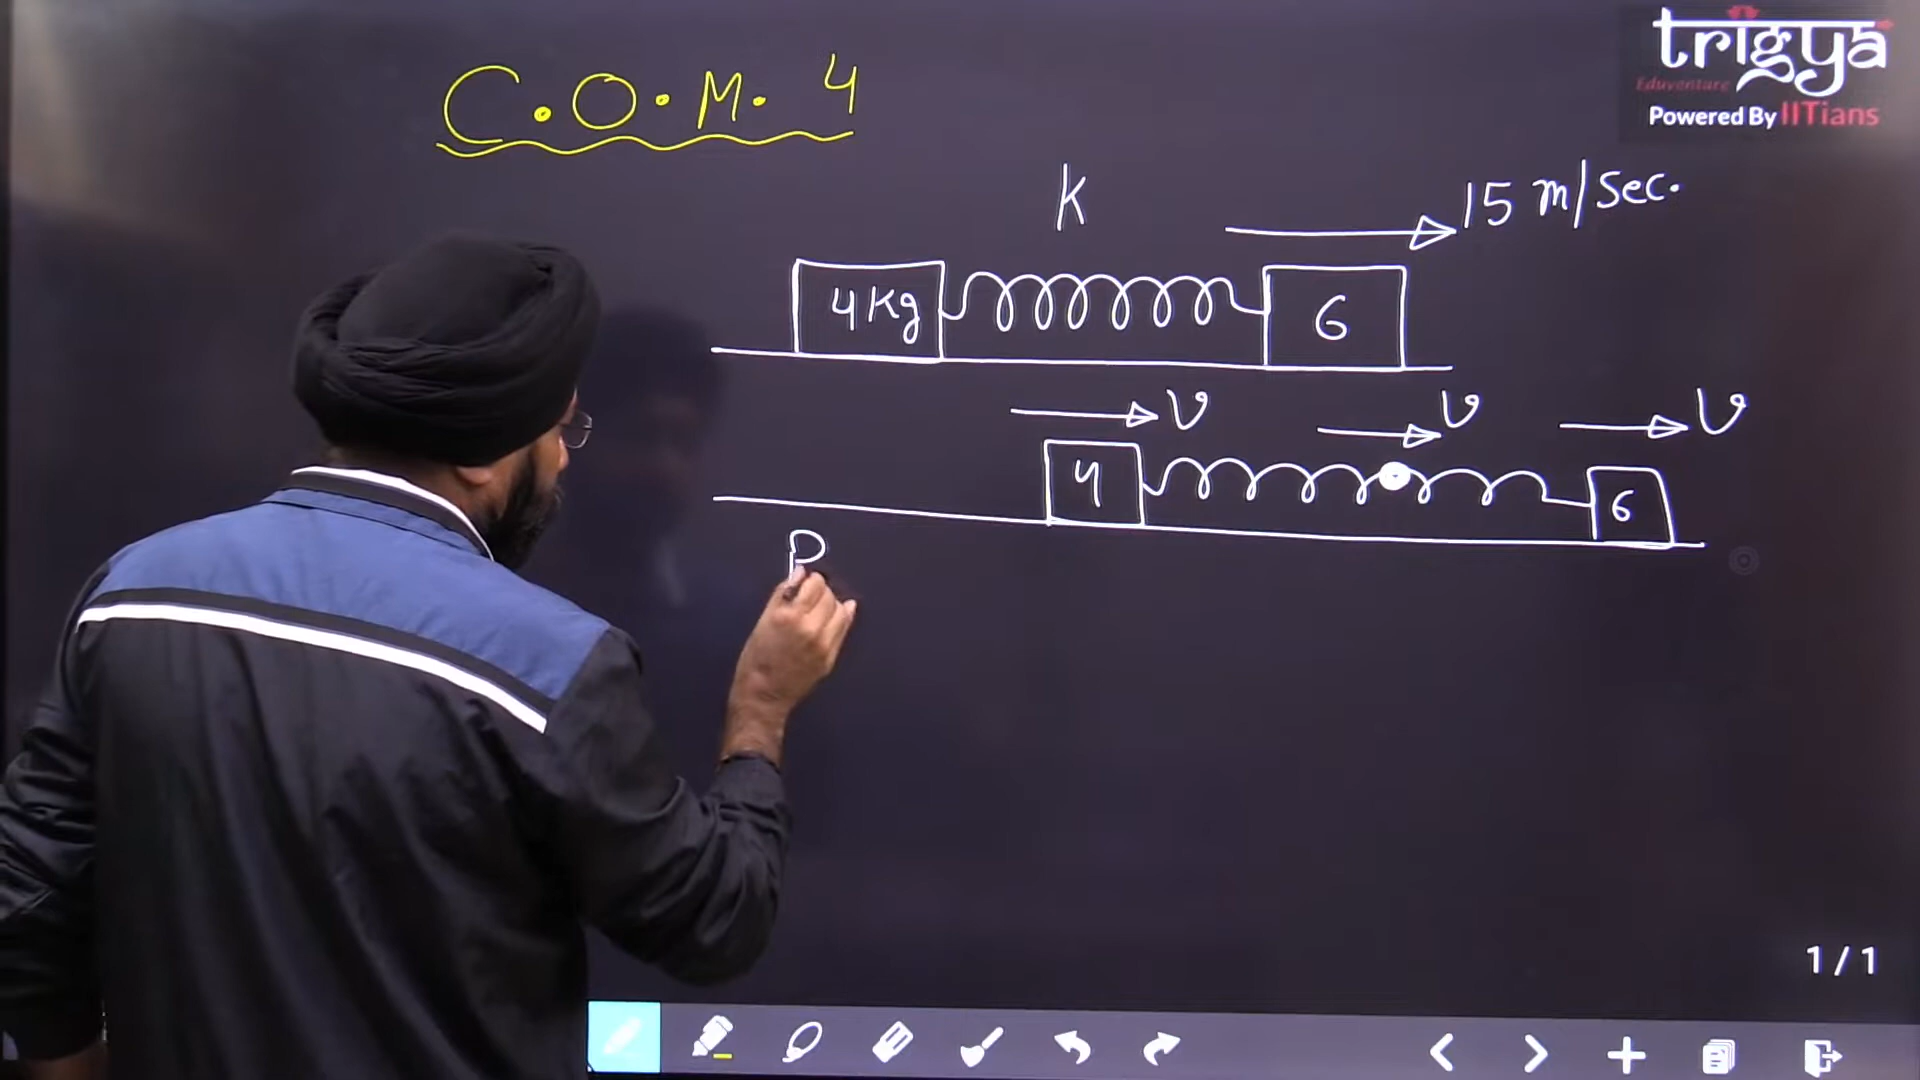 C.O.M. 4
trigya
Eduventure
Powered By IITians
K
15 m/sec.
4 Kg
6
v
v
v
4
6
P
1 / 1